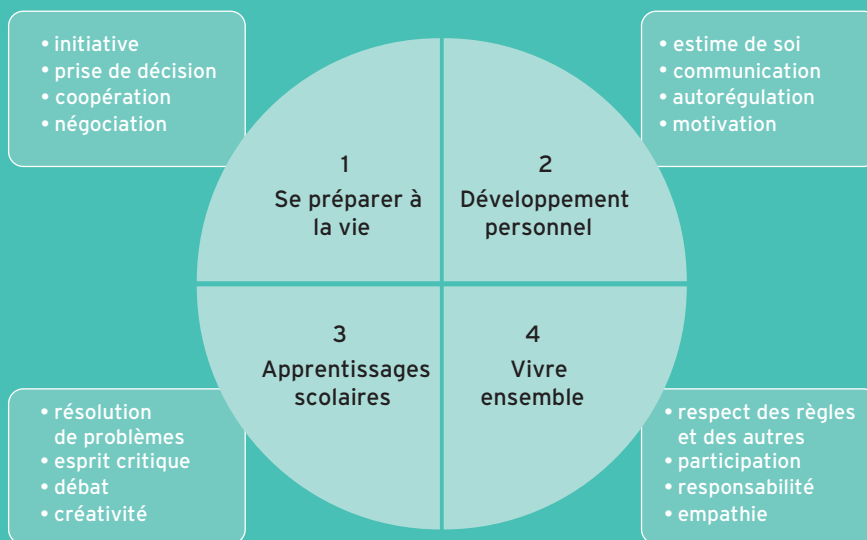 • initiative
• prise de décision
• coopération
• négociation
• estime de soi
• communication
• autorégulation
• motivation
1
Se préparer à
la vie
2
Développement
personnel
3
Apprentissages
scolaires
4
Vivre
ensemble
• résolution
de problèmes
• esprit critique
• débat
• créativité
• respect des règles
et des autres
• participation
• responsabilité
• empathie